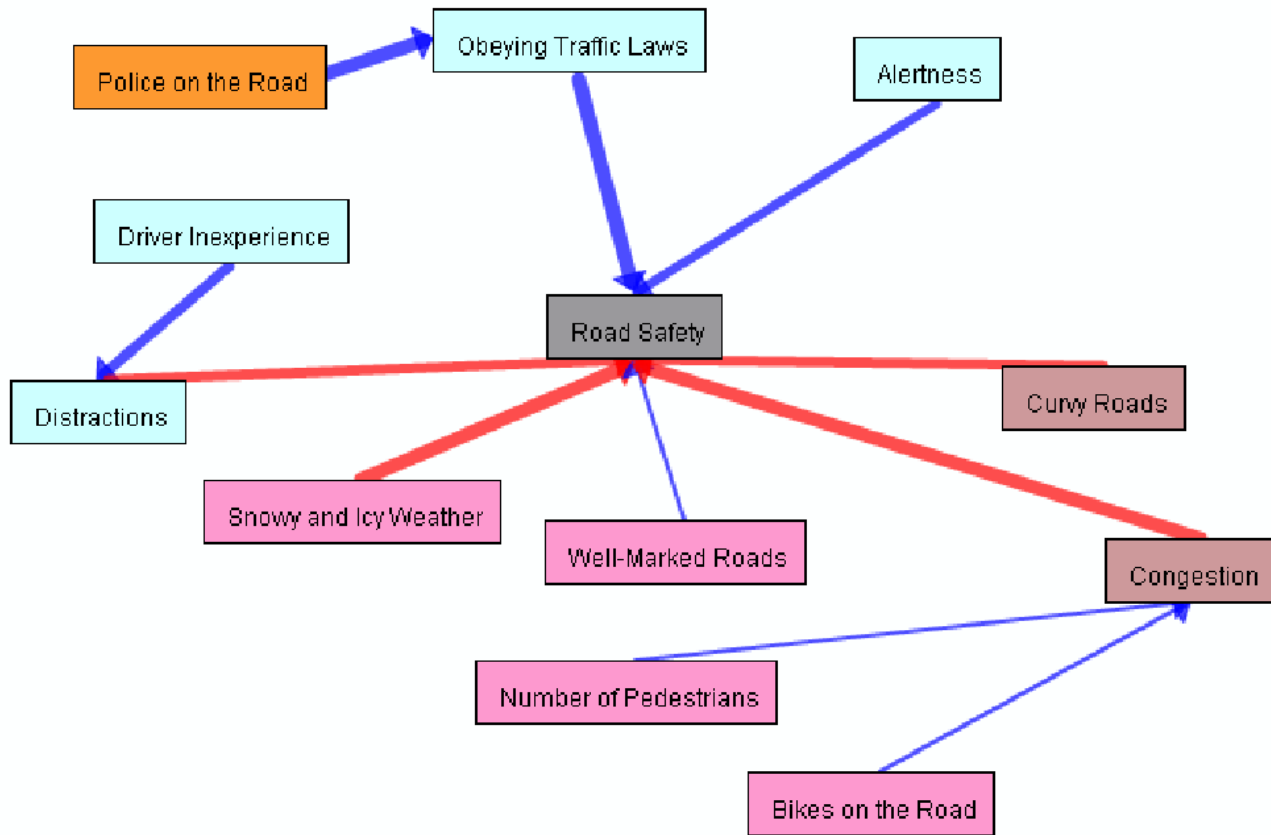 Obeying Traffic Laws
Police on the Road
Alertness
Driver Inexperience
Road Safety
Distractions
Curvy Roads
Snowy and Icy Weather
Well-Marked Roads
Congestion
Number of Pedestrians
Bikes on the Road